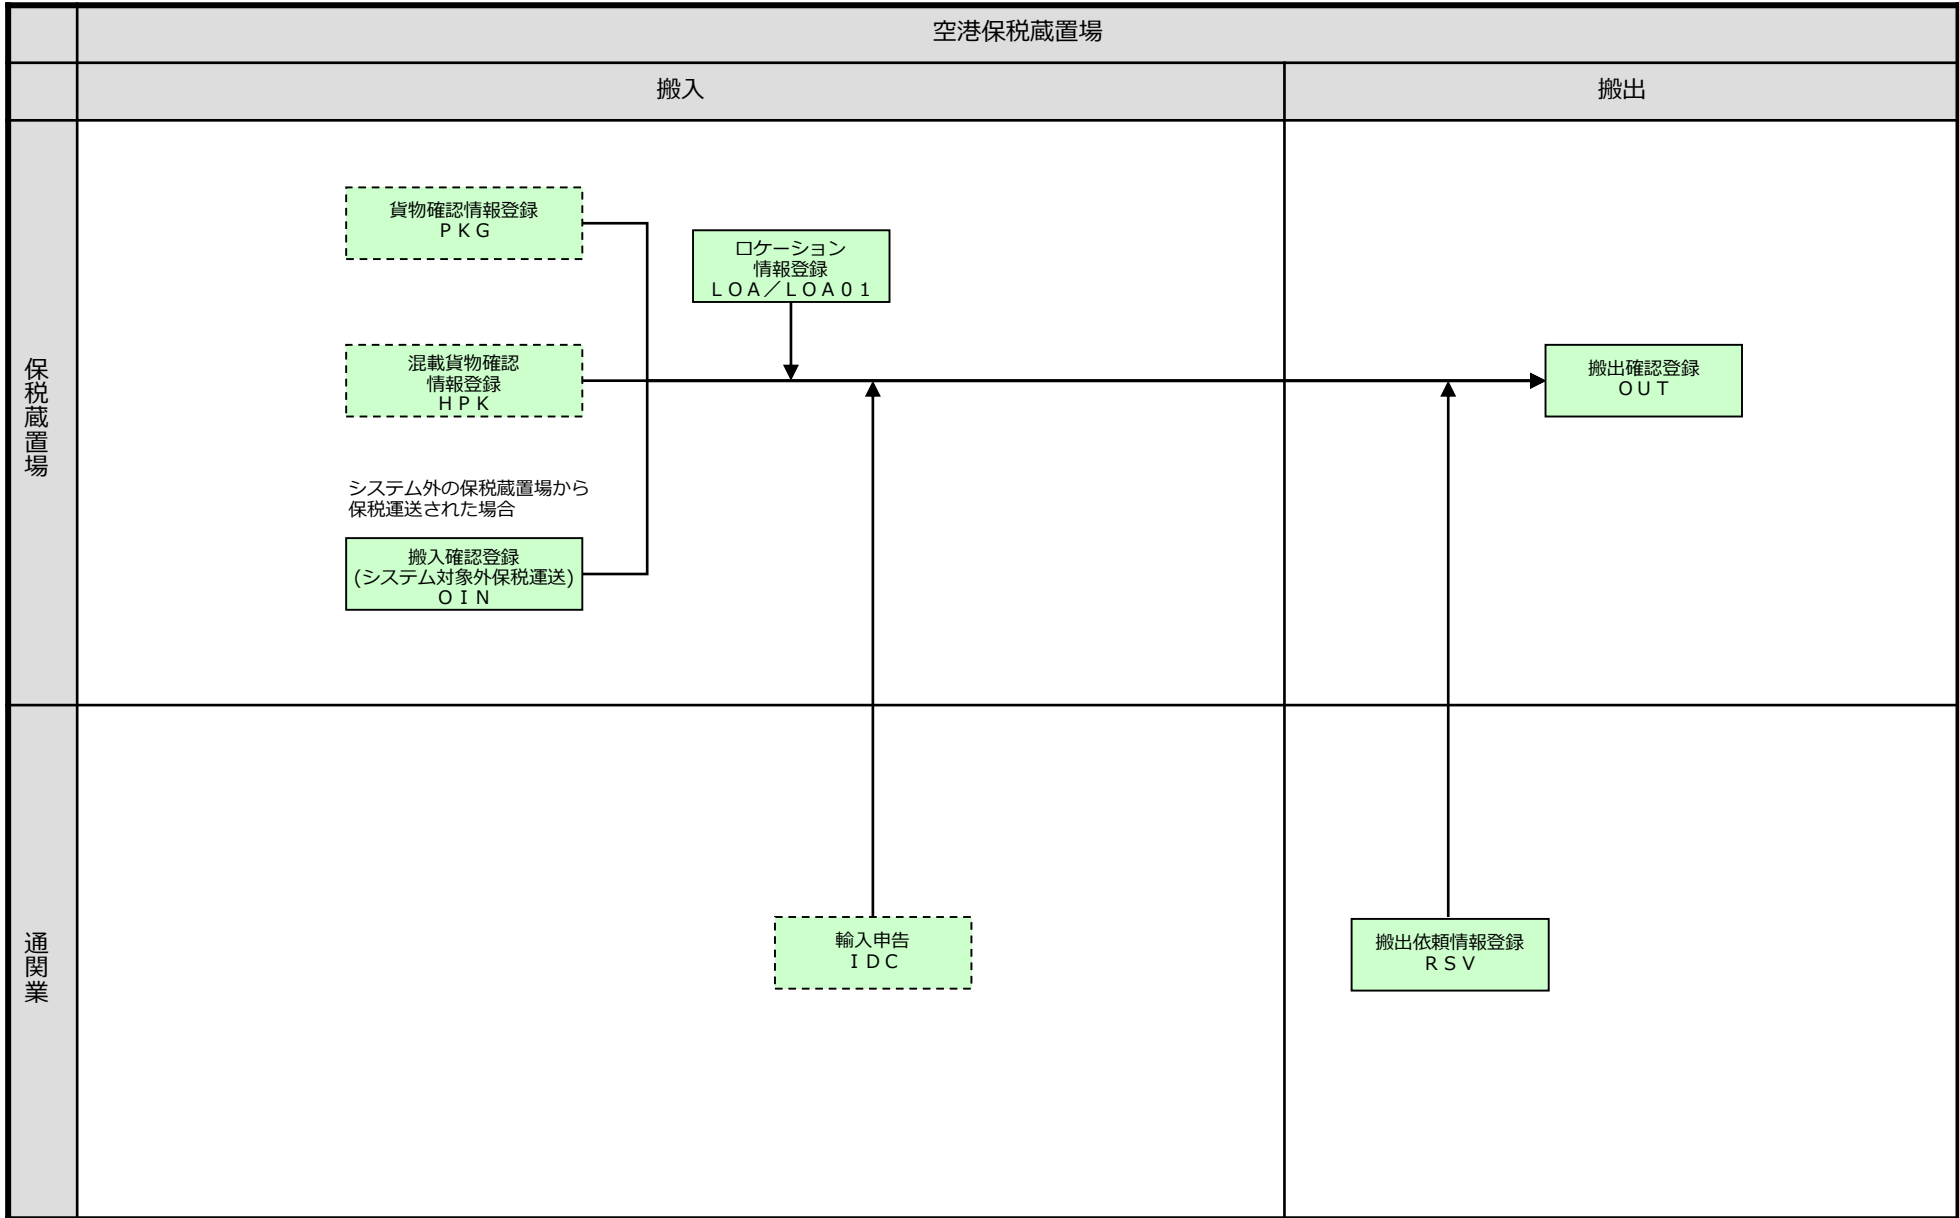 空港保税蔵置場
搬入
搬出
保税蔵置場
貨物確認情報登録
ＰＫＧ
ロケーション
情報登録
ＬＯＡ／ＬＯＡ０１
混載貨物確認
情報登録
ＨＰＫ
搬出確認登録
ＯＵＴ
システム外の保税蔵置場から
保税運送された場合
搬入確認登録
(システム対象外保税運送)
ＯＩＮ
通関業
輸入申告
ＩＤＣ
搬出依頼情報登録
ＲＳＶ